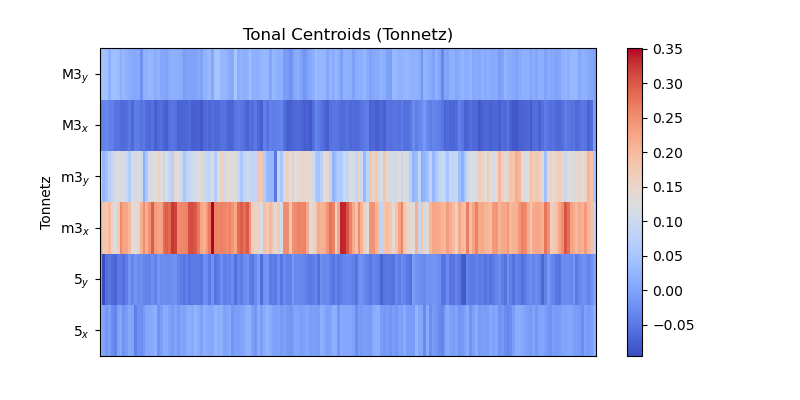 Tonal Centroids (Tonnetz)
Tonnetz
M3y
M3x
m3y
m3x
5y
5x
0.35
0.30
0.25
0.20
0.15
0.10
0.05
0.00
−0.05